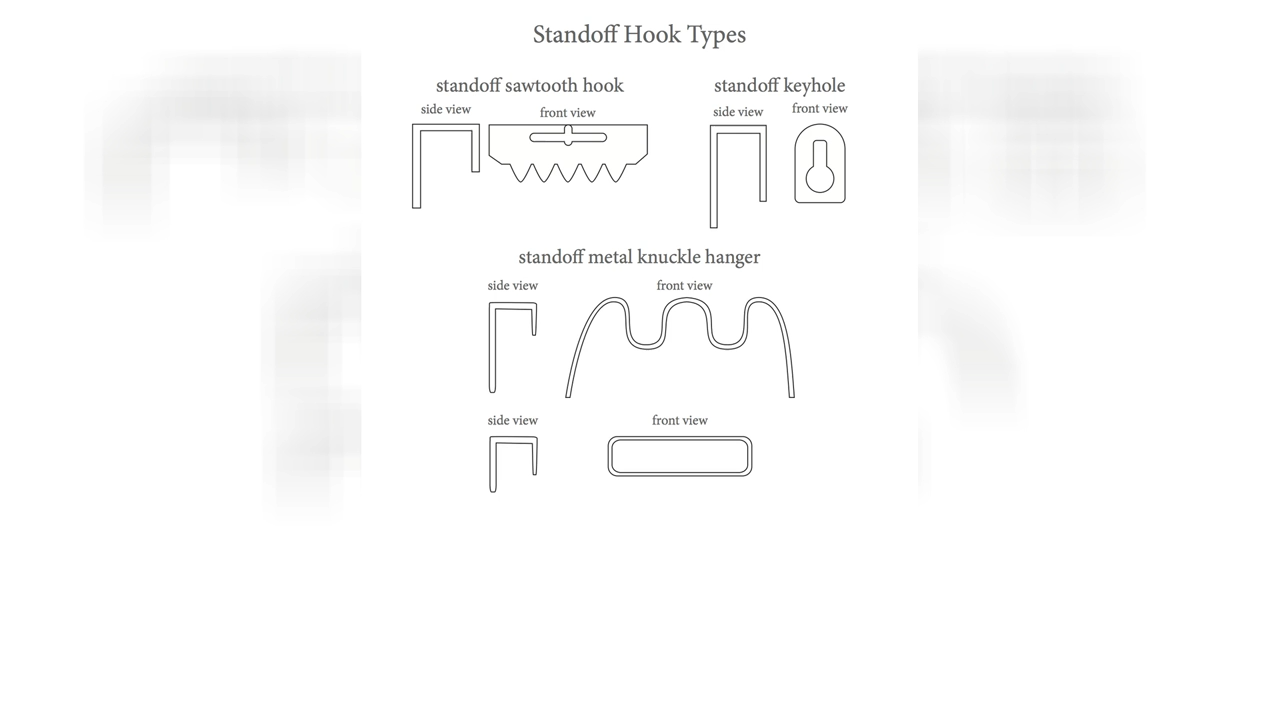 Standoff Hook Types
standoff sawtooth hook
side view
front view
standoff keyhole
side view
front view
standoff metal knuckle hanger
side view
front view
side view
front view